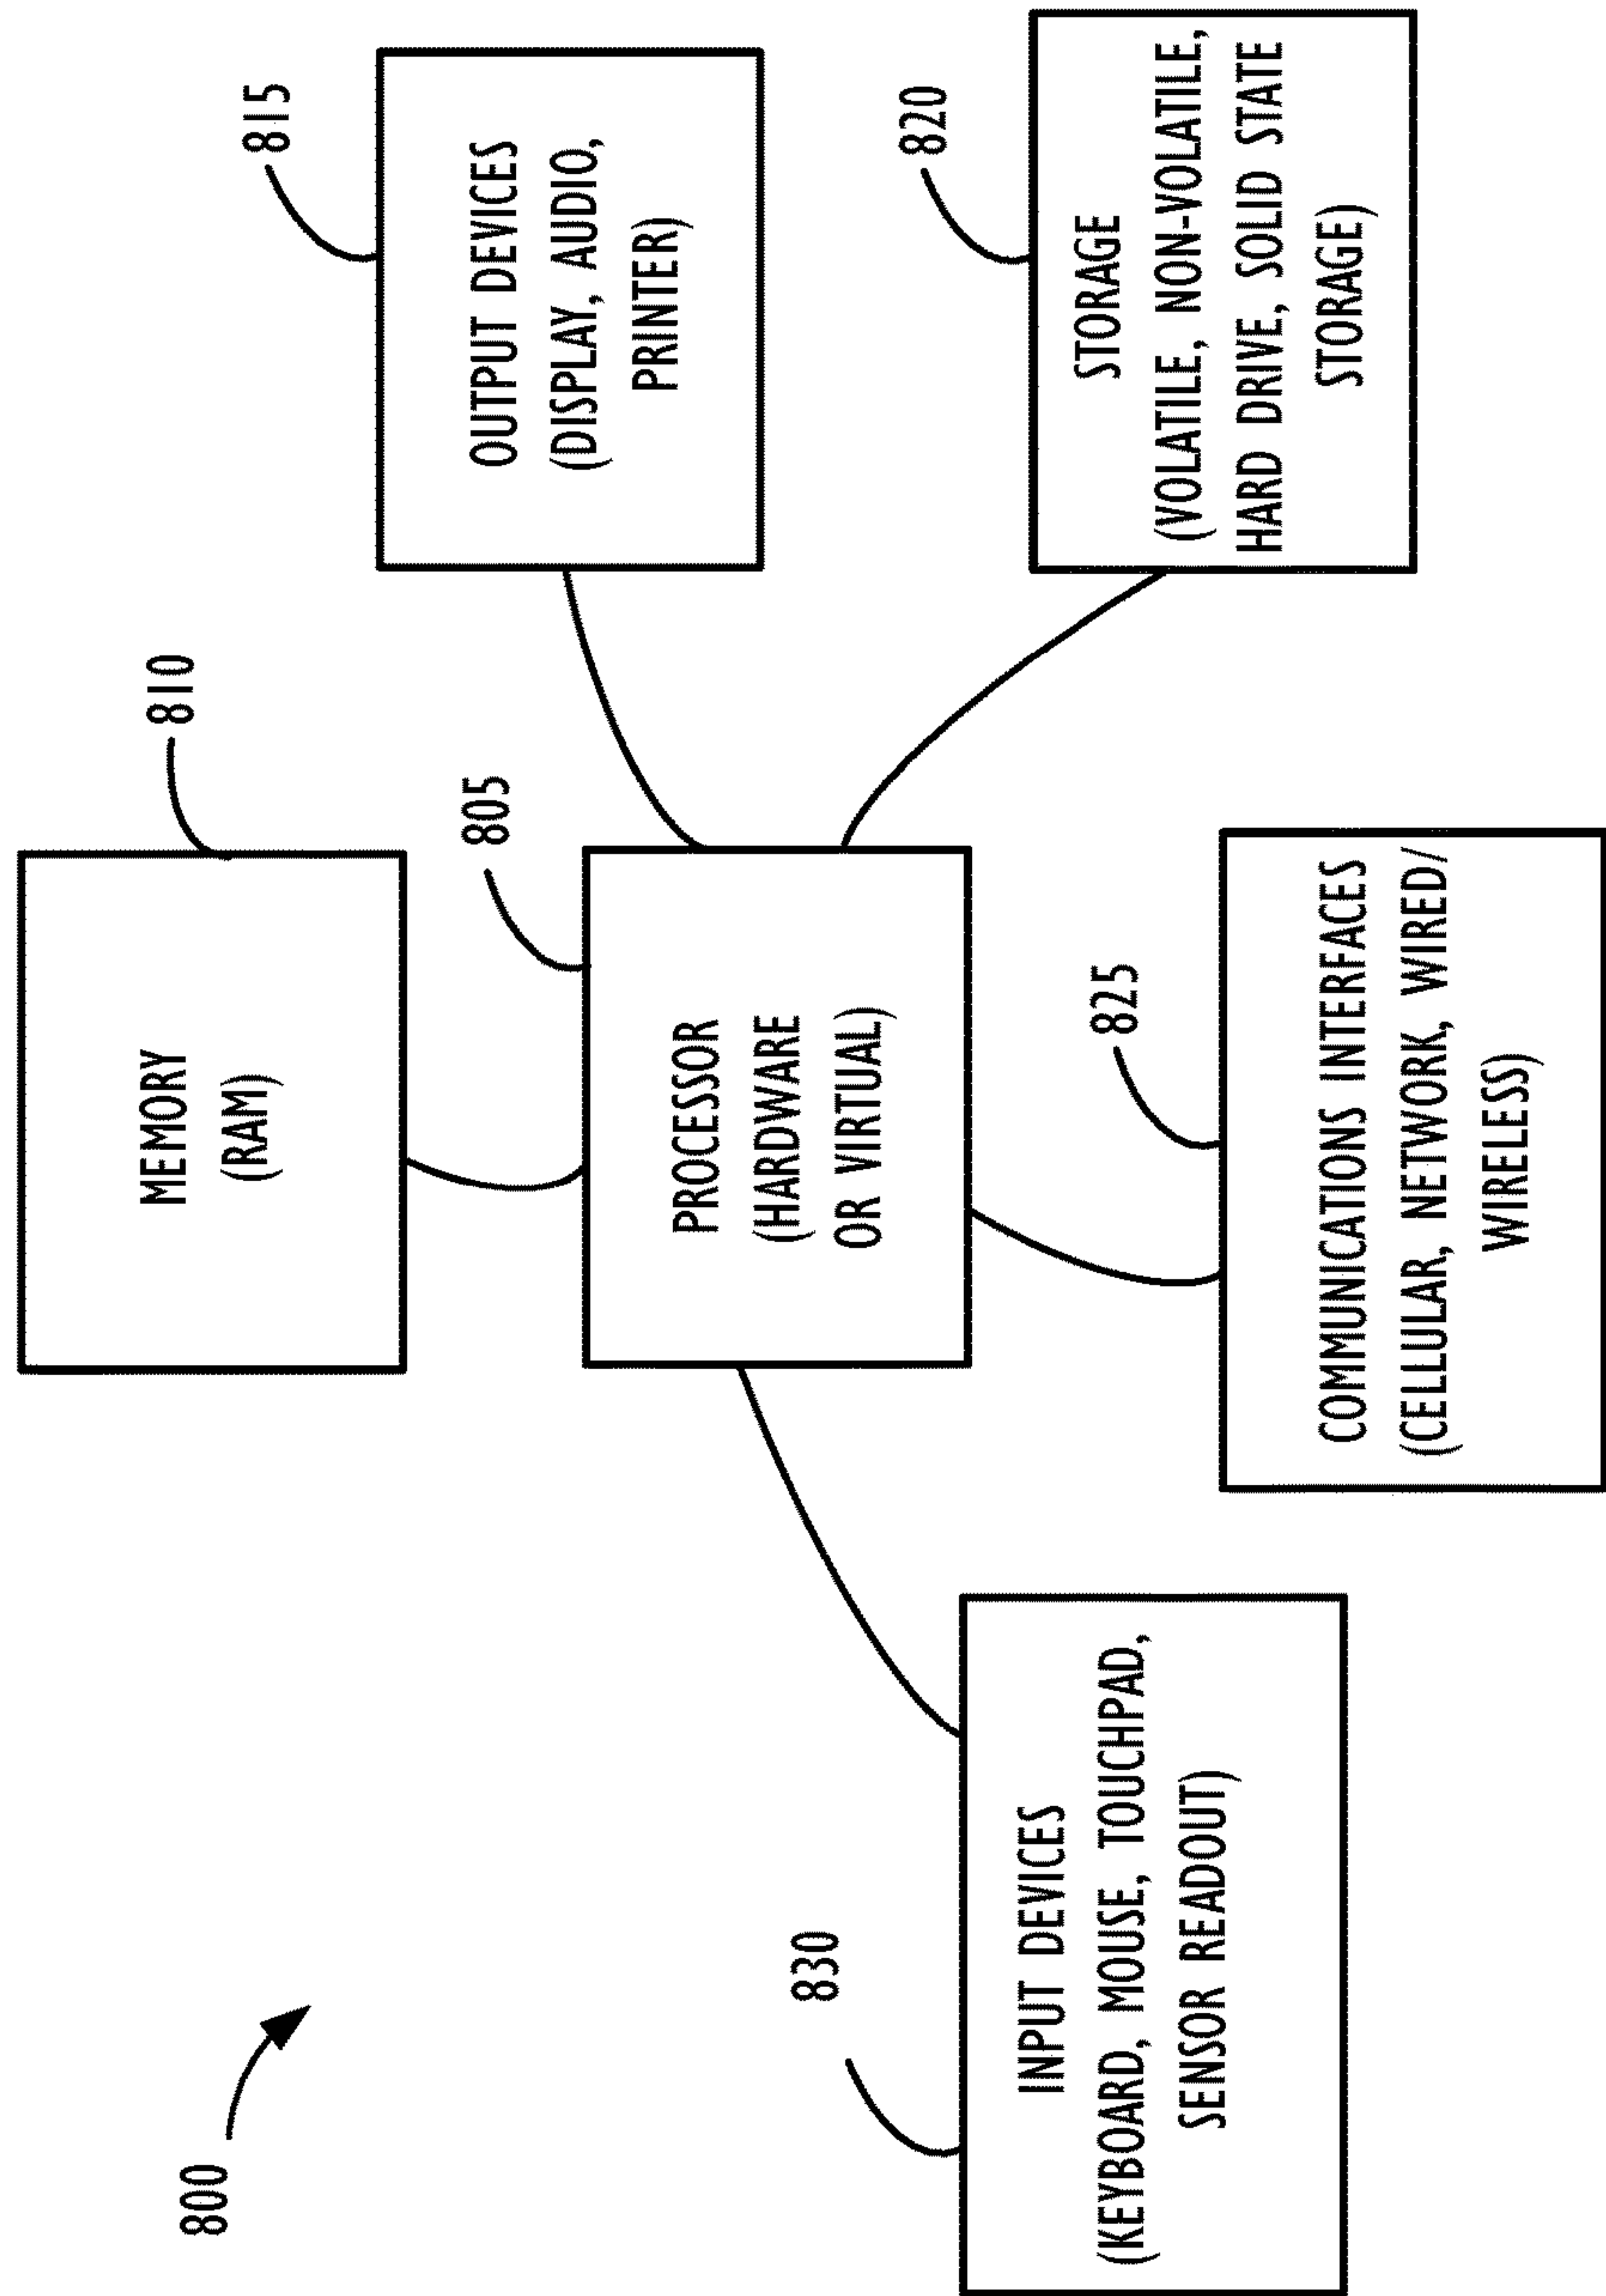 800
810
MEMORY
(RAM)
815
OUTPUT DEVICES
(DISPLAY, AUDIO,
PRINTER)
805
PROCESSOR
(HARDWARE
OR VIRTUAL)
820
STORAGE
(VOLATILE, NON-VOLATILE,
HARD DRIVE, SOLID STATE
STORAGE)
830
INPUT DEVICES
(KEYBOARD, MOUSE, TOUCHPAD,
SENSOR READOUT)
825
COMMUNICATIONS INTERFACES
(CELLULAR, NETWORK, WIRED/
WIRELESS)